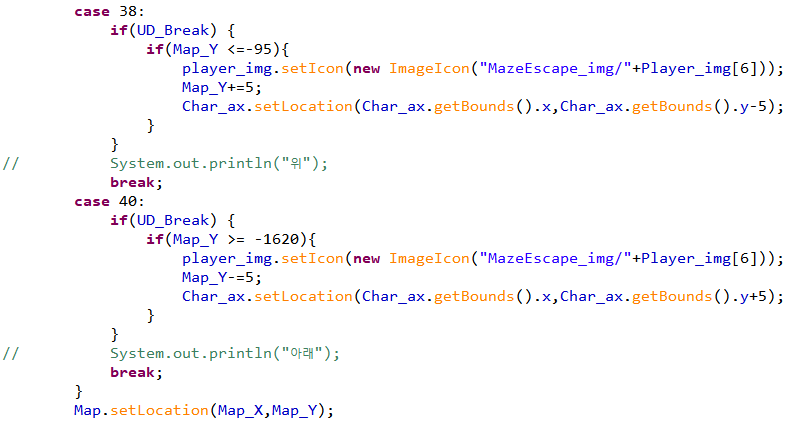 case 38:
if(UD_Break) {
if(Map_Y <=-95){
player_img.setIcon(new ImageIcon("MazeEscape_img/"+Player_img[6]));
Map_Y+=5;
Char_ax.setLocation(Char_ax.getBounds().x,Char_ax.getBounds().y-5);
}
}
// System.out.println("위");
break;
case 40:
if(UD_Break) {
if(Map_Y >= -1620){
player_img.setIcon(new ImageIcon("MazeEscape_img/"+Player_img[6]));
Map_Y-=5;
Char_ax.setLocation(Char_ax.getBounds().x,Char_ax.getBounds().y+5);
}
}
// System.out.println("아래");
break;
}
Map.setLocation(Map_X,Map_Y);